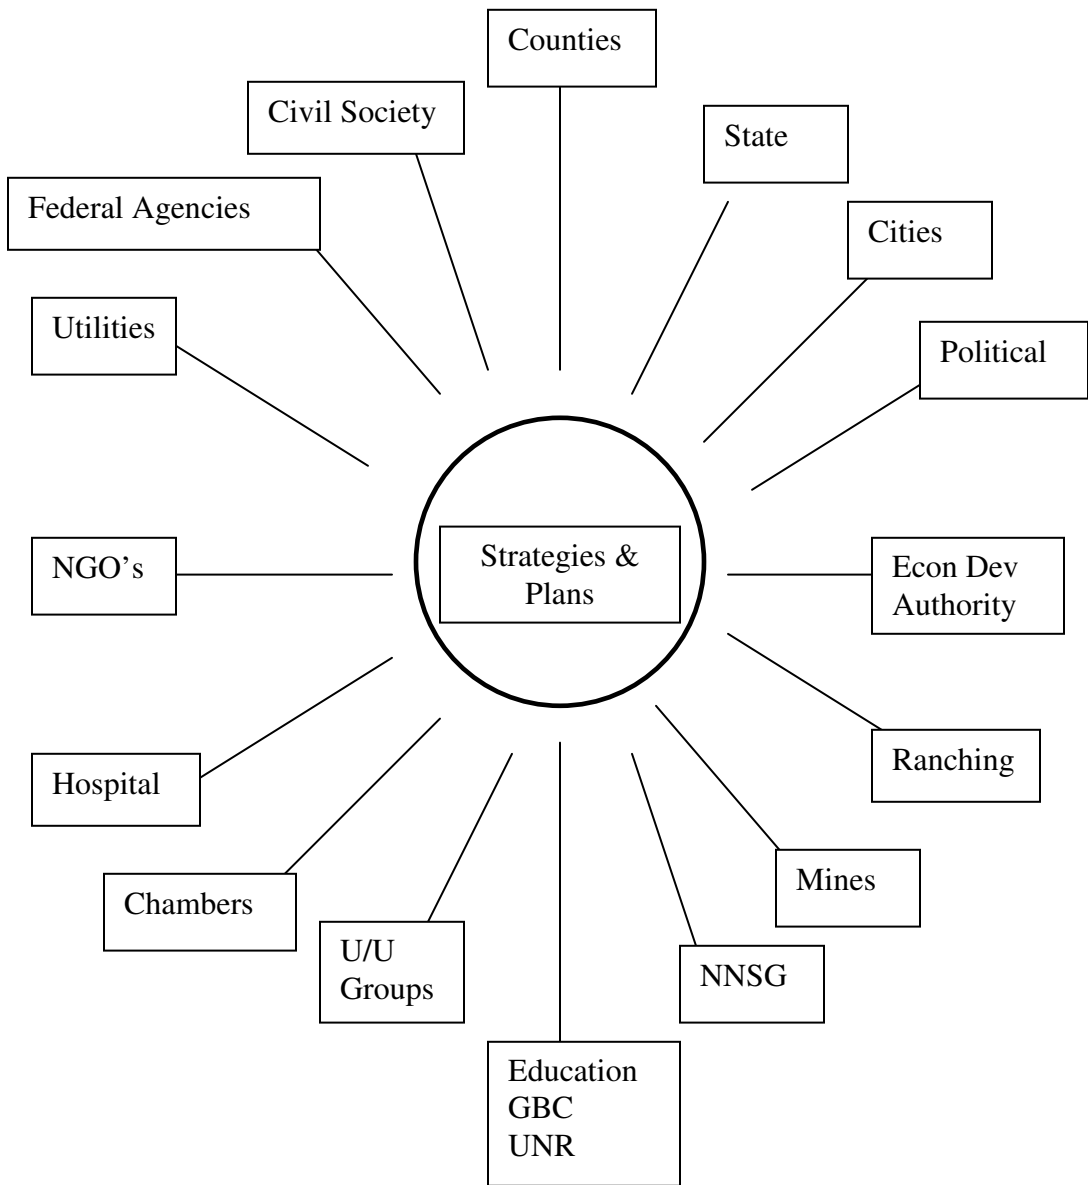 Counties
Civil Society
State
Federal Agencies
Cities
Utilities
Political
Strategies &
Plans
NGO’s
Econ Dev
Authority
Hospital
Ranching
Mines
Chambers
U/U
Groups
NNSG
Education
GBC
UNR